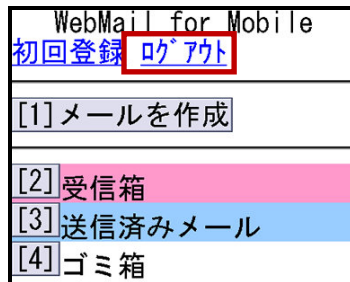 WebMail for Mobile
初回登録 ﾛｸﾞｱｳﾄ
[1]メールを作成
[2]受信箱
[3]送信済みメール
[4]ゴミ箱